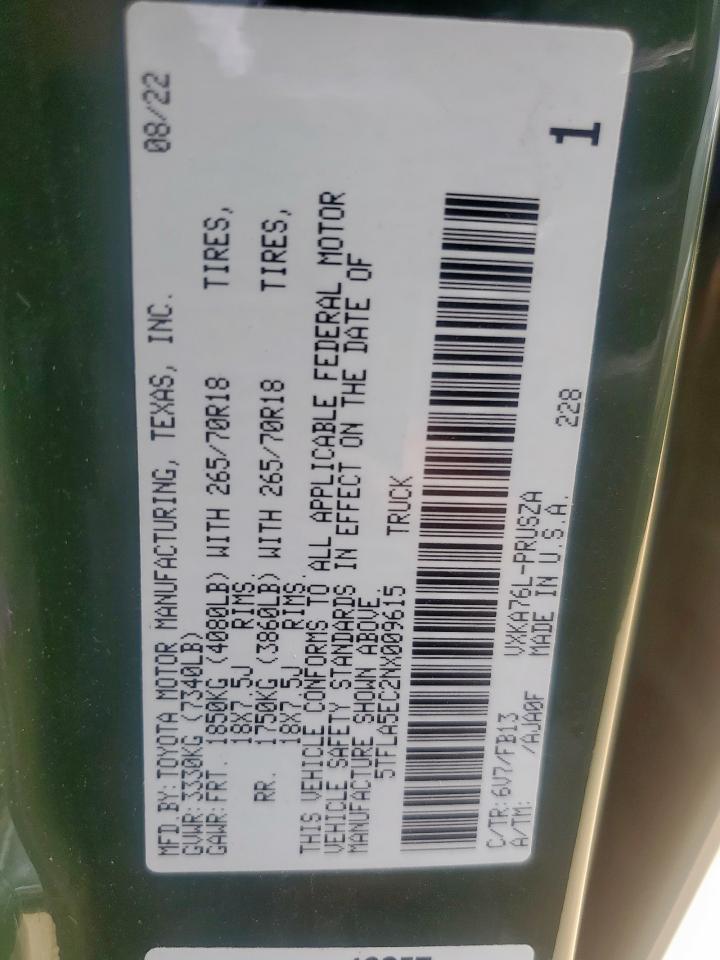 MFD.BY:TOYOTA MOTOR MANUFACTURING, TEXAS, INC. 08/22
GVWR:3330KG (7340LB)
GAWR:FRT. 1850KG (4080LB) WITH 265/70R18 TIRES,
18X7.5J RIMS.
RR. 1750KG (3860LB) WITH 265/70R18 TIRES,
18X7.5J RIMS.
THIS VEHICLE CONFORMS TO ALL APPLICABLE FEDERAL MOTOR
VEHICLE SAFETY STANDARDS IN EFFECT ON THE DATE OF
MANUFACTURE SHOWN ABOVE.
5TFLA5EC2NX009615 TRUCK
C/TR:6V7/FB13 VXKA76L-PRUSZA 228 1
A/TM: /AJA0F MADE IN U.S.A.